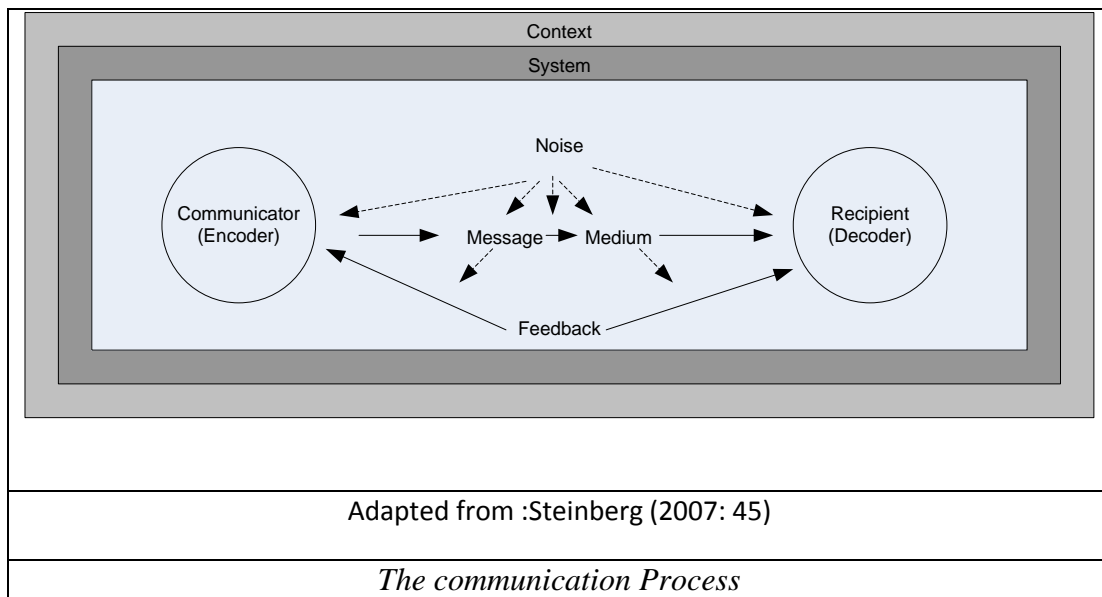 Context
System
Noise
Communicator
(Encoder)
Message
Medium
Recipient
(Decoder)
Feedback
Adapted from :Steinberg (2007: 45)
The communication Process